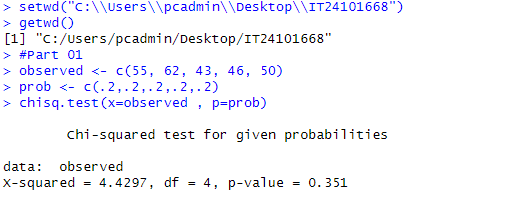 > setwd("C:\\Users\\pcadmin\\Desktop\\IT24101668")
> getwd()
[1] "C:/Users/pcadmin/Desktop/IT24101668"
> #Part 01
> observed <- c(55, 62, 43, 46, 50)
> prob <- c(.2,.2,.2,.2,.2)
> chisq.test(x=observed , p=prob)
Chi-squared test for given probabilities
data:  observed
X-squared = 4.4297, df = 4, p-value = 0.351